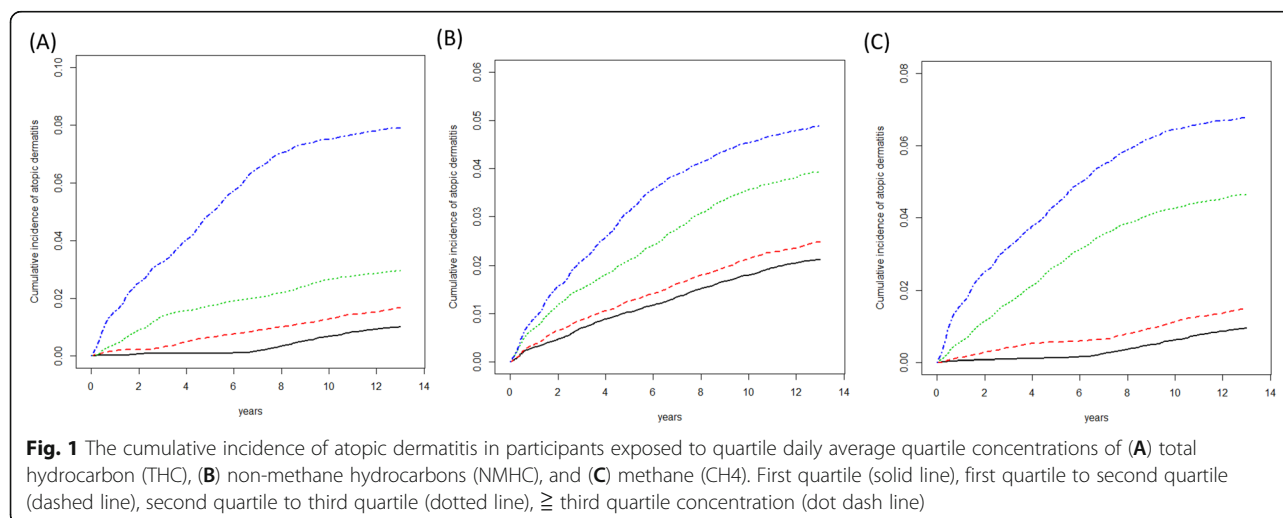 (A)
Cumulative incidence of atopic dermatitis
0.00 0.02 0.04 0.06 0.08 0.10
0 2 4 6 8 10 12 14
years
(B)
Cumulative incidence of atopic dermatitis
0.00 0.01 0.02 0.03 0.04 0.05 0.06
0 2 4 6 8 10 12 14
years
(C)
Cumulative incidence of atopic dermatitis
0.00 0.02 0.04 0.06 0.08
0 2 4 6 8 10 12 14
years
Fig. 1 The cumulative incidence of atopic dermatitis in participants exposed to quartile daily average quartile concentrations of (A) total
hydrocarbon (THC), (B) non-methane hydrocarbons (NMHC), and (C) methane (CH4). First quartile (solid line), first quartile to second quartile
(dashed line), second quartile to third quartile (dotted line), ≧ third quartile concentration (dot dash line)